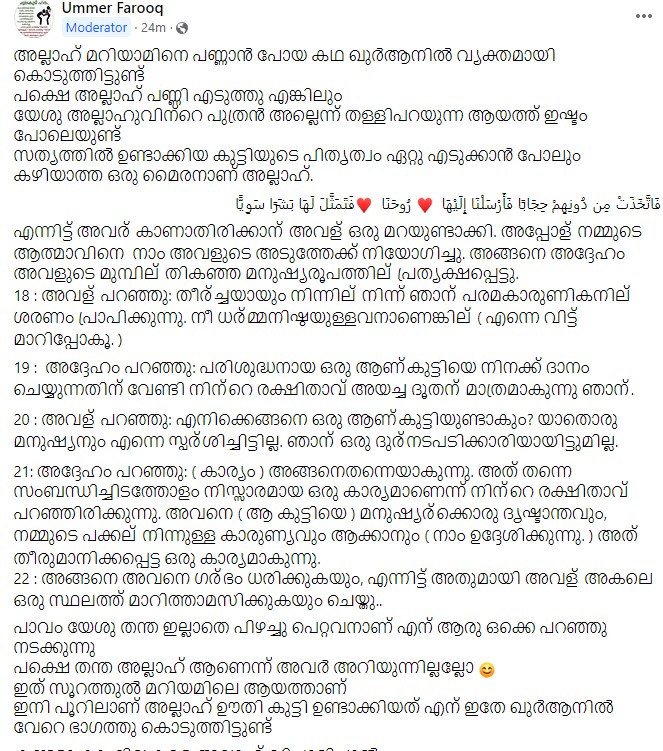 Ummer Farooq
Moderator · 24m ·
അല്ലാഹ് മറിയാമിനെ പണ്ണാൻ പോയ കഥ ഖുർആനിൽ വ്യക്തമായി
കൊടുത്തിട്ടുണ്ട്
പക്ഷെ അല്ലാഹ് പണ്ണി എടുത്തു എങ്കിലും
യേശു അല്ലാഹുവിന്റെ പുത്രൻ അല്ലെന്ന് തള്ളിപറയുന്ന ആയത്ത് ഇഷ്ടം
പോലെയുണ്ട്
സത്യത്തിൽ ഉണ്ടാക്കിയ കുട്ടിയുടെ പിതൃത്വം ഏറ്റു എടുക്കാൻ പോലും
കഴിയാത്ത ഒരു മൈരനാണ് അല്ലാഹ്.
فَاتَّخَذَتْ مِن دُونِهِمْ حِجَابًا فَأَرْسَلْنَا إِلَيْهَا ♥ رُوحَنَا ♥ فَتَمَثَّلَ لَهَا بَشَرًا سَوِيًّا
എന്നിട്ട് അവര് കാണാതിരിക്കാന് അവള് ഒരു മറയുണ്ടാക്കി. അപ്പോള് നമ്മുടെ
ആത്മാവിനെ നാം അവളുടെ അടുത്തേക്ക് നിയോഗിച്ചു. അങ്ങനെ അദ്ദേഹം
അവളുടെ മുമ്പില് തികഞ്ഞ മനുഷ്യരൂപത്തില് പ്രത്യക്ഷപ്പെട്ടു.
18 : അവള് പറഞ്ഞു: തീര്ച്ചയായും നിന്നില് നിന്ന് ഞാന് പരമകാരുണികനില്
ശരണം പ്രാപിക്കുന്നു. നീ ധര്മ്മനിഷ്ഠയുള്ളവനാണെങ്കില് ( എന്നെ വിട്ട്
മാറിപ്പോകൂ. )
19 : അദ്ദേഹം പറഞ്ഞു: പരിശുദ്ധനായ ഒരു ആണ്കുട്ടിയെ നിനക്ക് ദാനം
ചെയ്യുന്നതിന് വേണ്ടി നിന്റെ രക്ഷിതാവ് അയച്ച ദൂതന് മാത്രമാകുന്നു ഞാന്.
20 : അവള് പറഞ്ഞു: എനിക്കെങ്ങനെ ഒരു ആണ്കുട്ടിയുണ്ടാകും? യാതൊരു
മനുഷ്യനും എന്നെ സ്പര്ശിച്ചിട്ടില്ല. ഞാന് ഒരു ദുര്നടപടിക്കാരിയായിട്ടുമില്ല.
21: അദ്ദേഹം പറഞ്ഞു: ( കാര്യം ) അങ്ങനെതന്നെയാകുന്നു. അത് തന്നെ
സംബന്ധിച്ചിടത്തോളം നിസ്സാരമായ ഒരു കാര്യമാണെന്ന് നിന്റെ രക്ഷിതാവ്
പറഞ്ഞിരിക്കുന്നു. അവനെ ( ആ കുട്ടിയെ ) മനുഷ്യര്ക്കൊരു ദൃഷ്ടാന്തവും,
നമ്മുടെ പക്കല് നിന്നുള്ള കാരുണ്യവും ആക്കാനും ( നാം ഉദ്ദേശിക്കുന്നു. ) അത്
തീരുമാനിക്കപ്പെട്ട ഒരു കാര്യമാകുന്നു.
22 : അങ്ങനെ അവനെ ഗര്ഭം ധരിക്കുകയും, എന്നിട്ട് അതുമായി അവള് അകലെ
ഒരു സ്ഥലത്ത് മാറിത്താമസിക്കുകയും ചെയ്തു..
പാവം യേശു തന്ത ഇല്ലാതെ പിഴച്ചു പെറ്റവനാണ് എന് ആരു ഒക്കെ പറഞ്ഞു
നടക്കുന്നു
പക്ഷെ തന്ത അല്ലാഹ് ആണെന്ന് അവർ അറിയുന്നില്ലല്ലോ 😊
ഇത് സൂറത്തുൽ മറിയമിലെ ആയത്താണ്
ഇനി പൂറിലാണ് അല്ലാഹ് ഊതി കുട്ടി ഉണ്ടാക്കിയത് എന് ഇതേ ഖുർആനിൽ
വേറെ ഭാഗത്തു കൊടുത്തിട്ടുണ്ട്